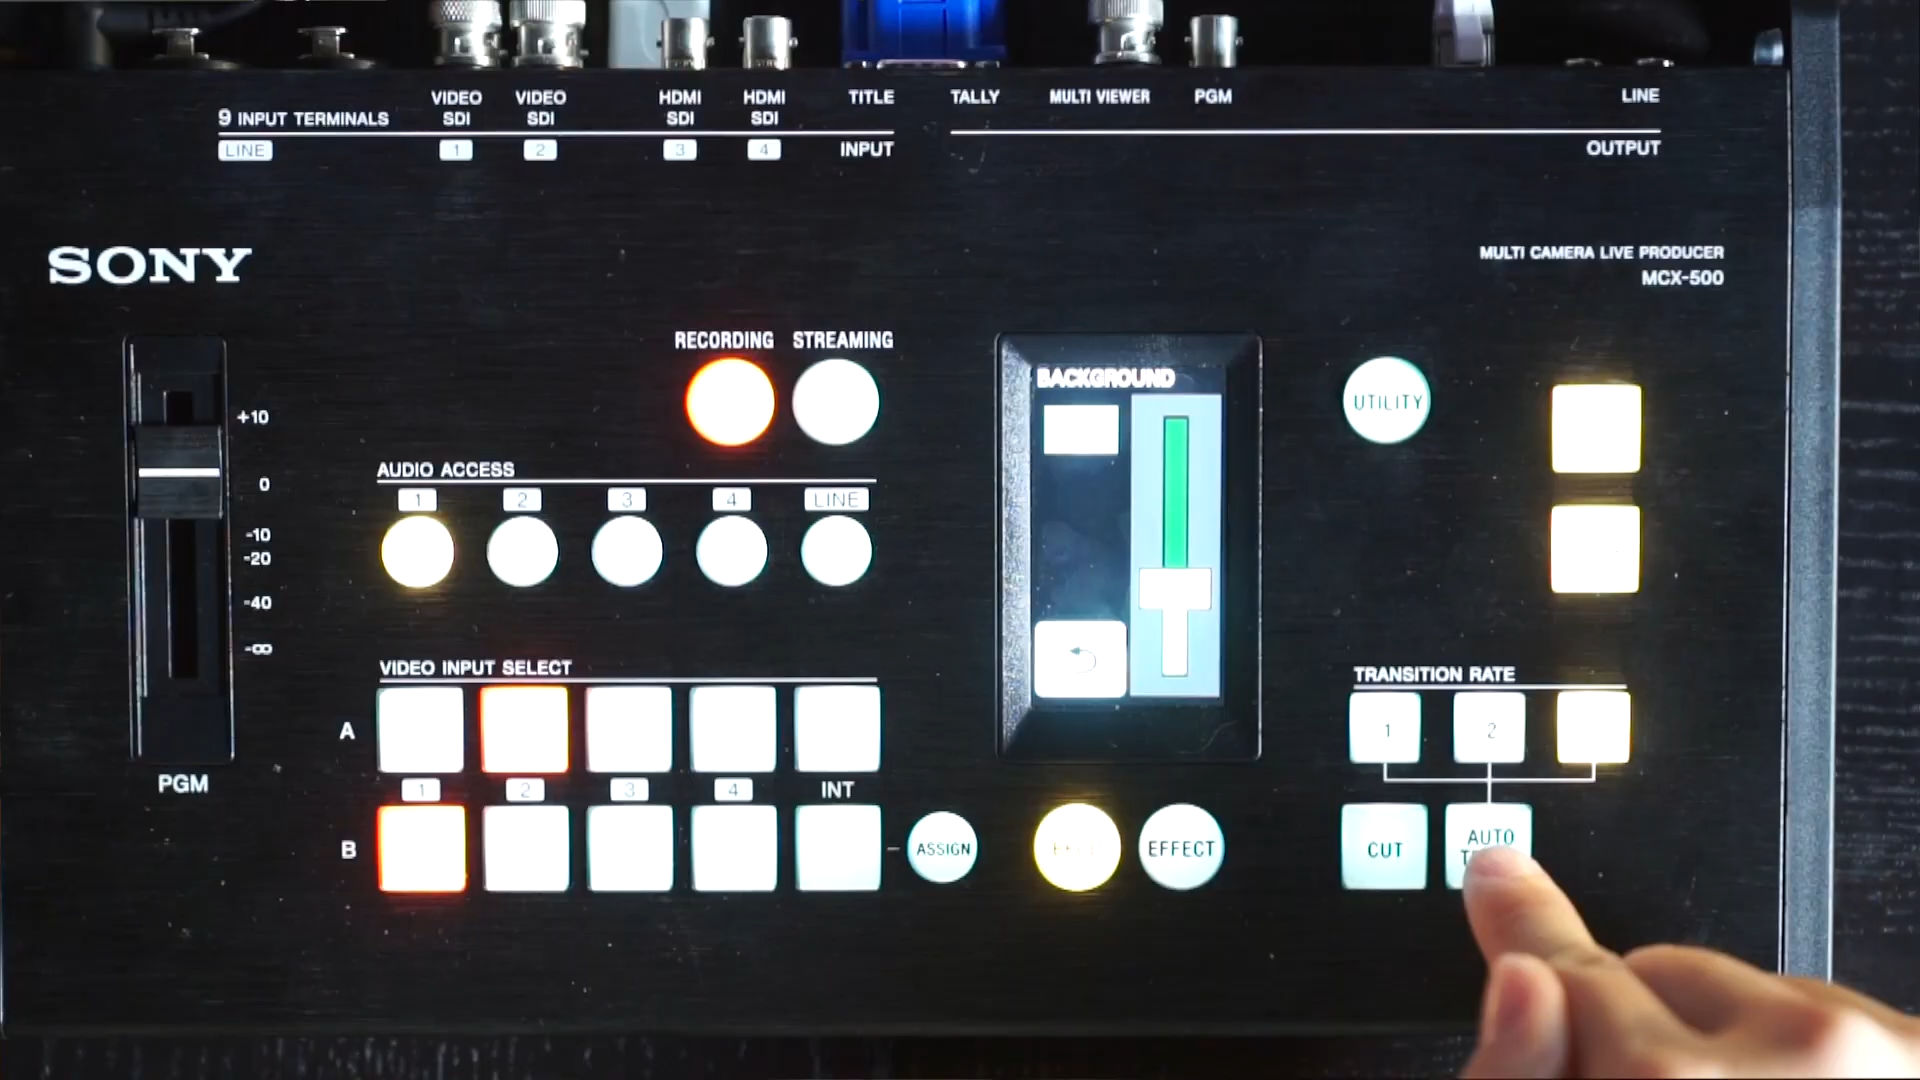 9 INPUT TERMINALS
LINE
VIDEO SDI 1
VIDEO SDI 2
HDMI SDI 3
HDMI SDI 4
TITLE
INPUT
TALLY
MULTI VIEWER
PGM
LINE
OUTPUT
SONY
MULTI CAMERA LIVE PRODUCER
MCX-500
RECORDING
STREAMING
BACKGROUND
UTILITY
+10
0
-10
-20
-40
-∞
PGM
AUDIO ACCESS
1 2 3 4 LINE
VIDEO INPUT SELECT
A
1 2 3 4 INT
B
ASSIGN
EFFECT
TRANSITION RATE
1 2
CUT
AUTO